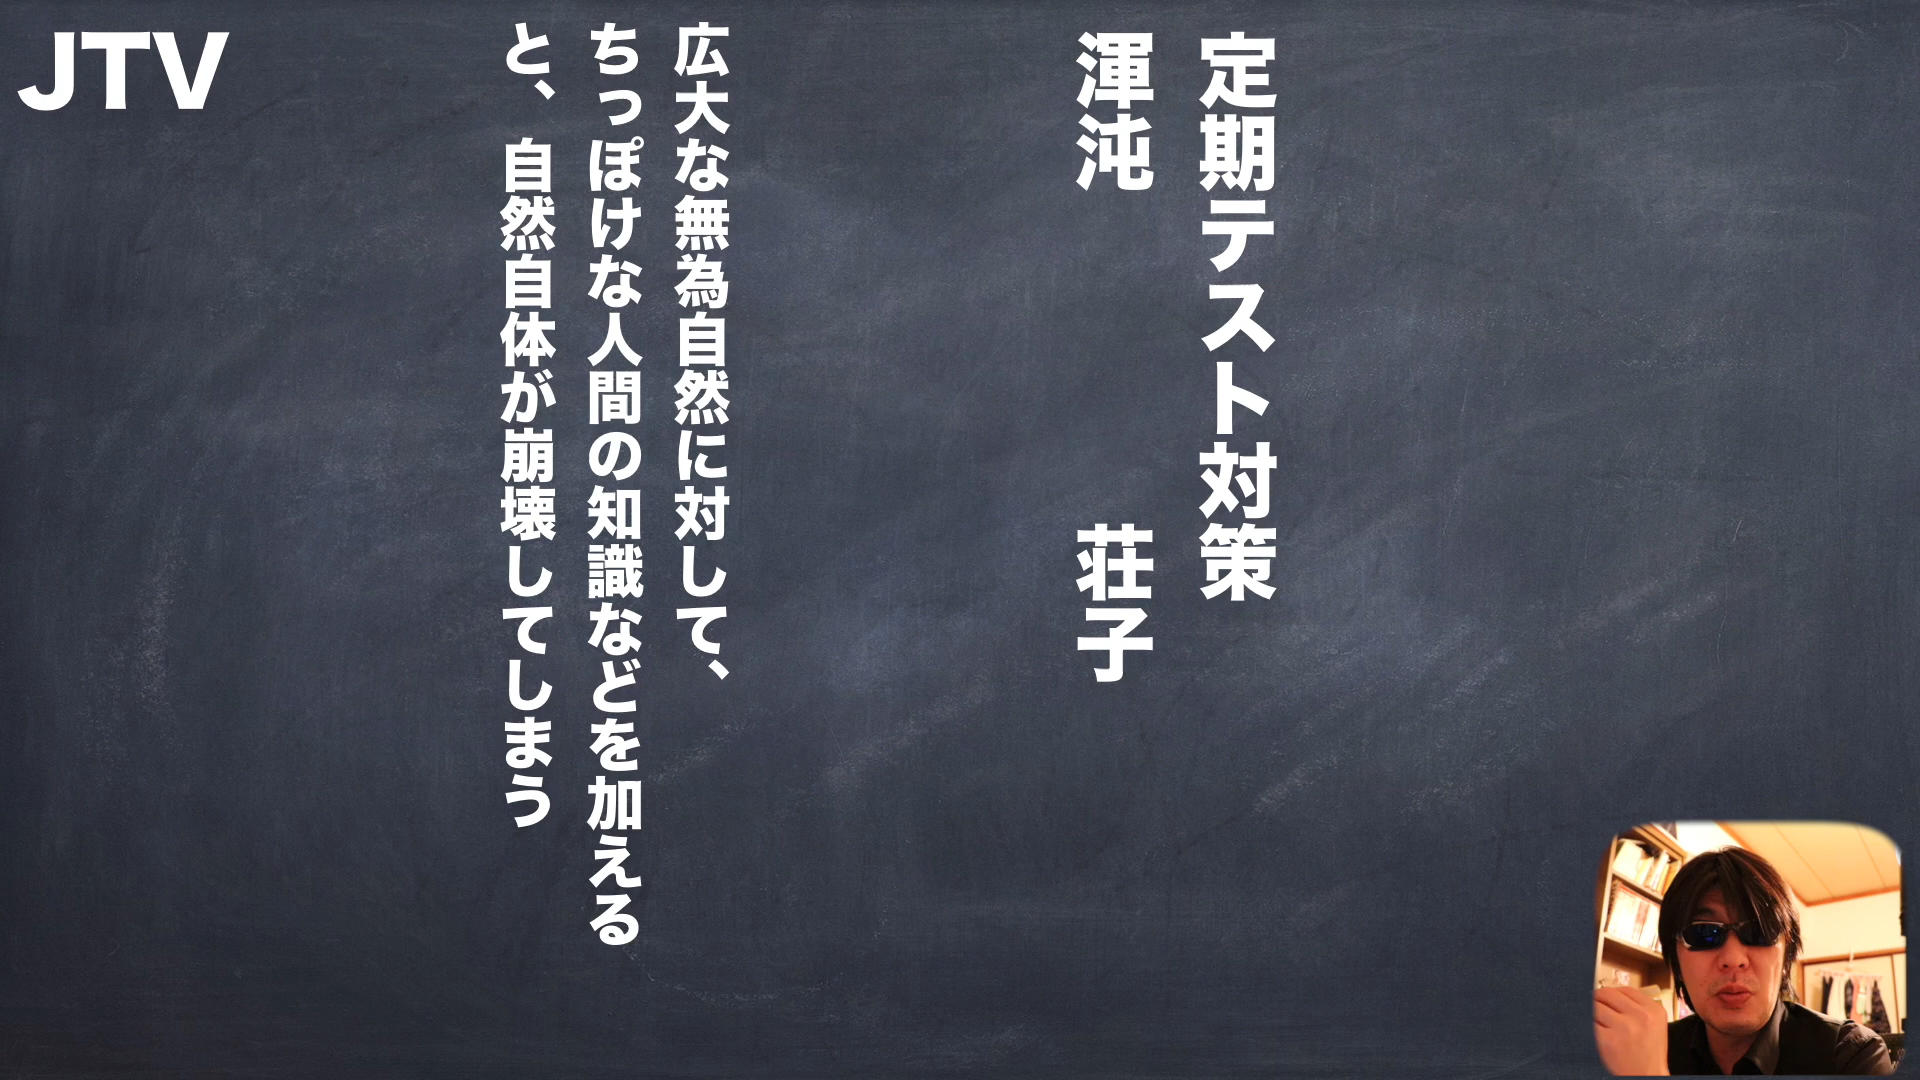 JTV
定期テスト対策
渾沌 荘子
広大な無為自然に対して、
ちっぽけな人間の知識などを加える
と、自然自体が崩壊してしまう